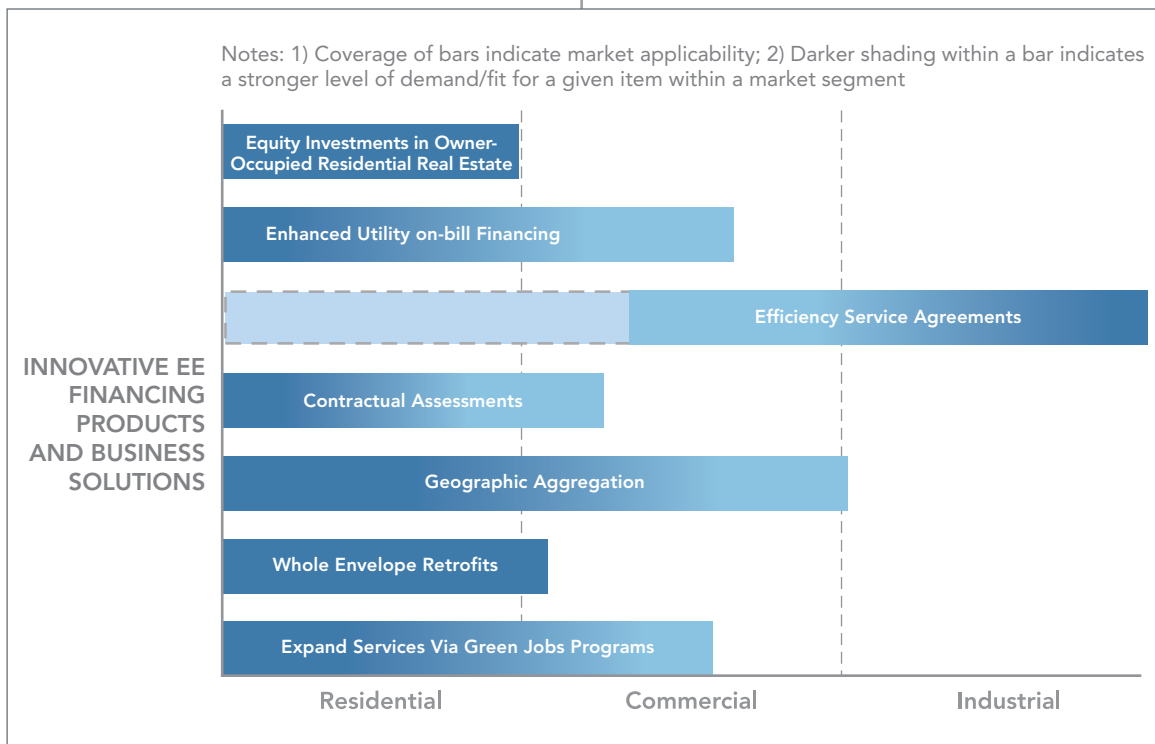 Notes: 1) Coverage of bars indicate market applicability; 2) Darker shading within a bar indicates
a stronger level of demand/fit for a given item within a market segment
Equity Investments in Owner-
Occupied Residential Real Estate
Enhanced Utility on-bill Financing
Efficiency Service Agreements
INNOVATIVE EE
FINANCING
PRODUCTS
AND BUSINESS
SOLUTIONS
Contractual Assessments
Geographic Aggregation
Whole Envelope Retrofits
Expand Services Via Green Jobs Programs
Residential
Commercial
Industrial